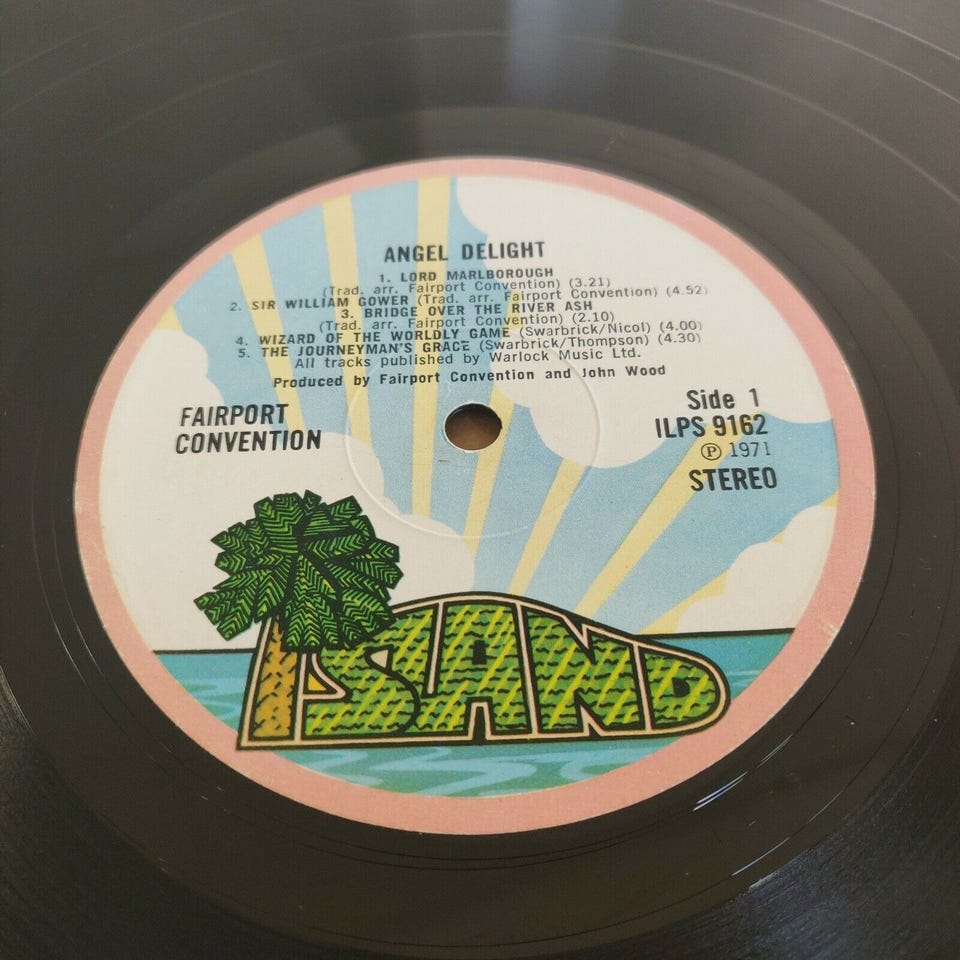 ANGEL DELIGHT
1. LORD MARLBOROUGH
(Trad. arr. Fairport Convention) (3.21)
2. SIR WILLIAM GOWER (Trad. arr. Fairport Convention) (4.52)
3. BRIDGE OVER THE RIVER ASH
(Trad. arr. Fairport Convention) (2.10)
4. WIZARD OF THE WORLDLY GAME (Swarbrick/Nicol) (4.00)
5. THE JOURNEYMAN'S GRACE (Swarbrick/Thompson) (4.30)
All tracks published by Warlock Music Ltd.
Produced by Fairport Convention and John Wood
FAIRPORT
CONVENTION
Side 1
ILPS 9162
Ⓟ 1971
STEREO
ISLAND